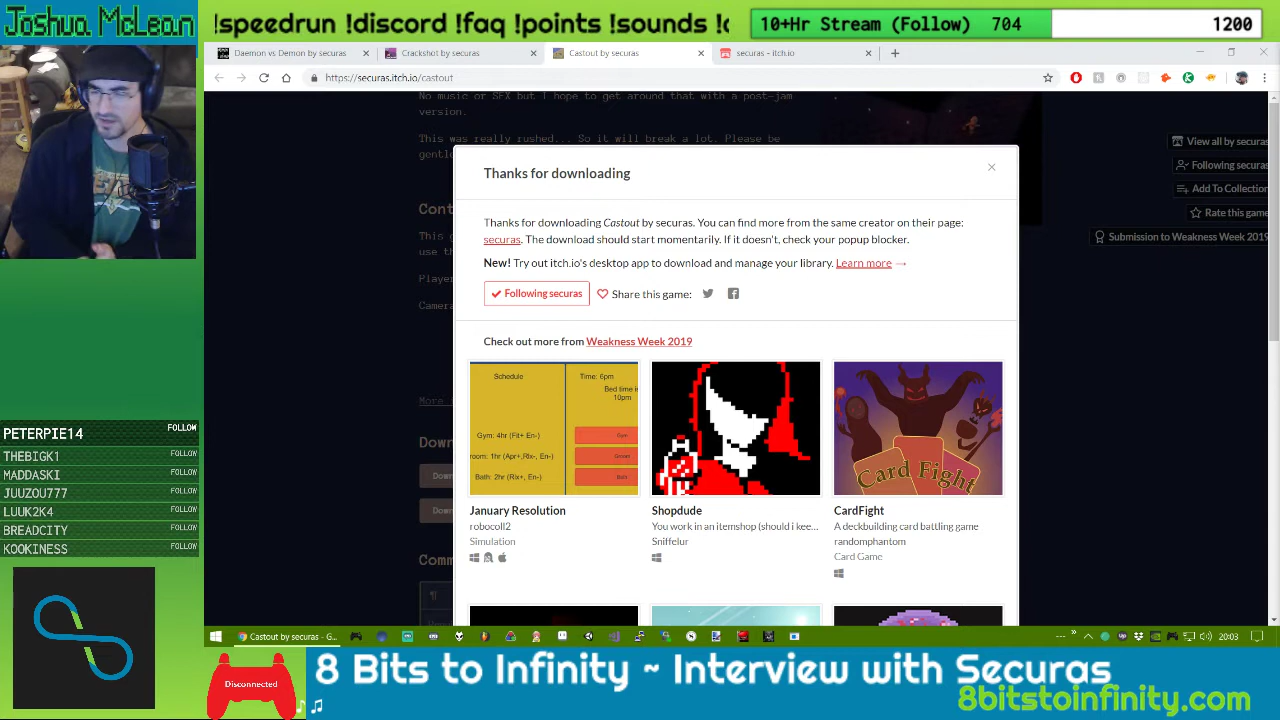 Joshua McLean
!speedrun !discord !faq !points !sounds
10+Hr Stream (Follow) 704 1200
Daemon vs Demon by securas
Crackshot by securas
Castout by securas
securas - itch.io
https://securas.itch.io/castout
No music or SFX but I hope to get around that with a post-jam
version.
This was really rushed... So it will break a lot. Please be
View all by securas
Following securas
Add To Collection
Rate this game
Submission to Weakness Week 2019
Thanks for downloading
Thanks for downloading Castout by securas. You can find more from the same creator on their page:
securas. The download should start momentarily. If it doesn't, check your popup blocker.
New! Try out itch.io's desktop app to download and manage your library. Learn more →
Following securas
Share this game:
Check out more from Weakness Week 2019
Schedule
Time: 6pm
Bed time is
10pm
Gym: 4hr (Fit+ En-)
room: 1hr (Apr+,Rix-, En-)
Bath: 2hr (Rix+, En-)
Gym
Bath
Card Fight
January Resolution
robocoll2
Simulation
Shopdude
You work in an itemshop (should i kee...
Sniffelur
CardFight
A deckbuilding card battling game
randomphantom
Card Game
PETERPIE14 FOLLOW
THEBIGK1 FOLLOW
MADDASKI FOLLOW
JUUZOU777 FOLLOW
LUUK2K4 FOLLOW
BREADCITY FOLLOW
KOOKINESS FOLLOW
Castout by securas - G...
20:03
Disconnected
8 Bits to Infinity ~ Interview with Securas
8bitstoinfinity.com